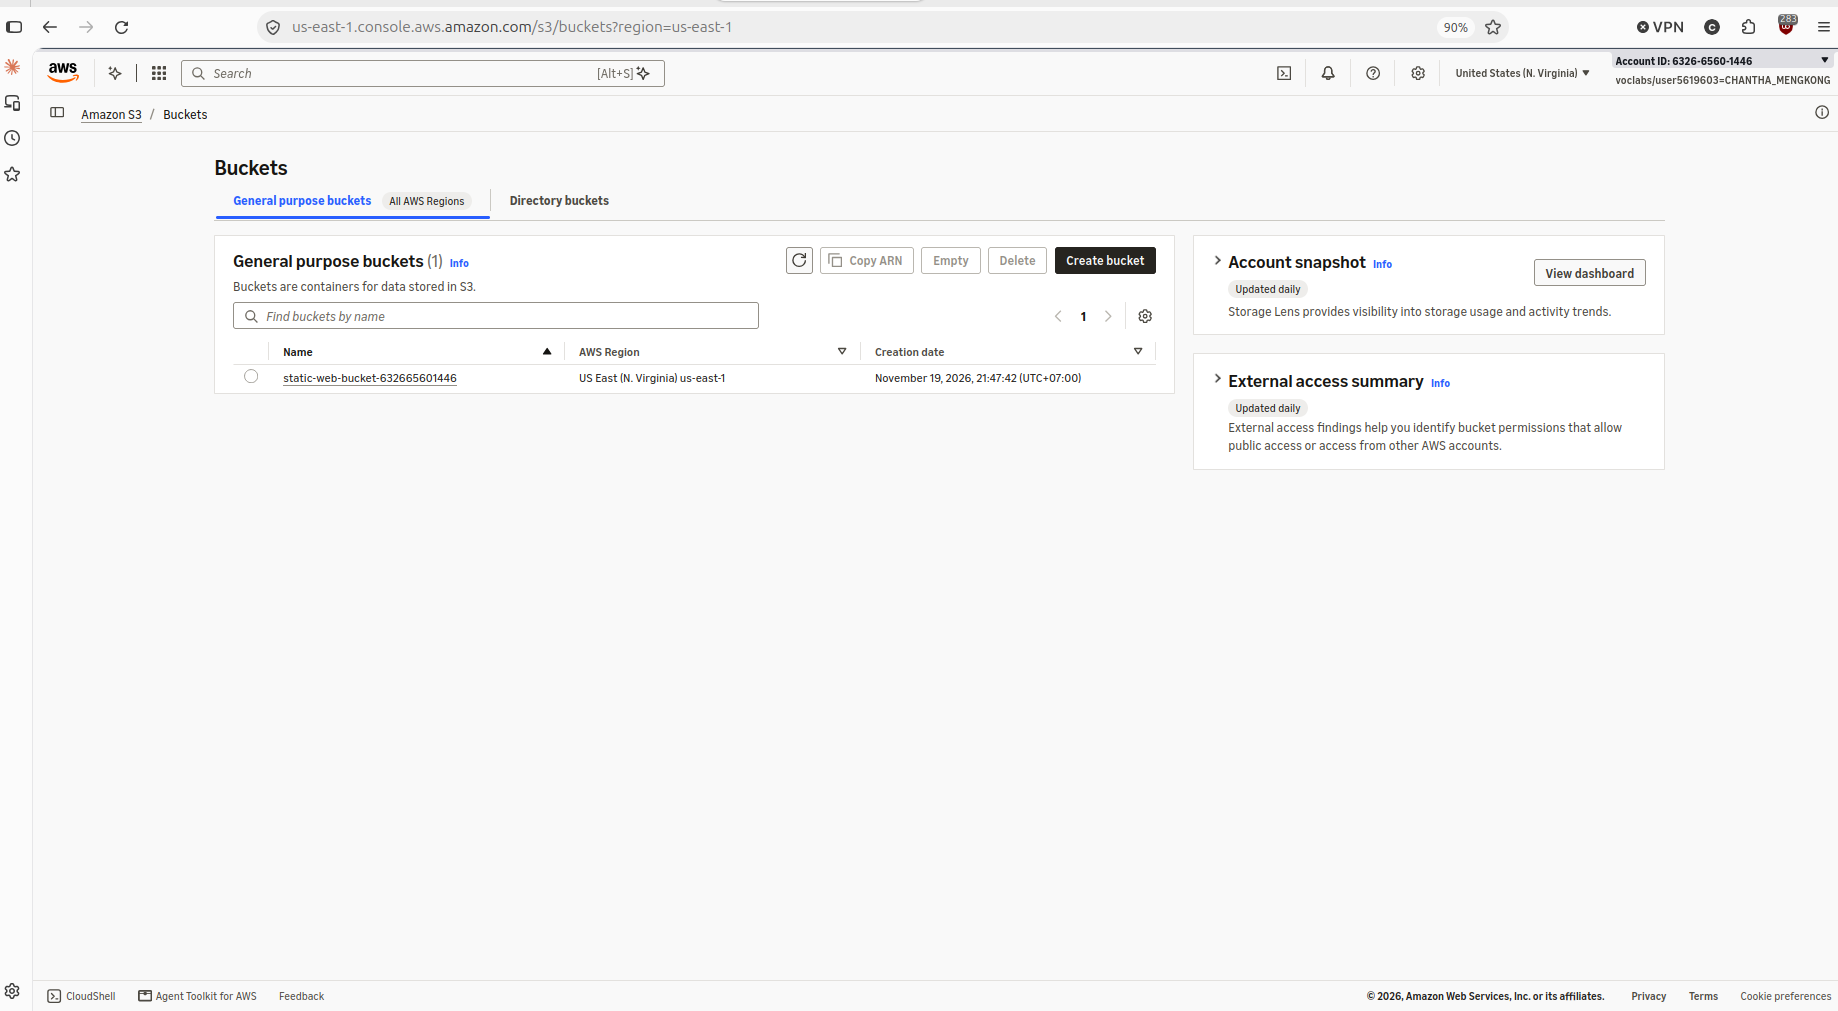 us-east-1.console.aws.amazon.com/s3/buckets?region=us-east-1
90%
VPN
C
283
aws
Search
[Alt+S]
United States (N. Virginia)
Account ID: 6326-6560-1446
voclabs/user5619603=CHANTHA_MENGKONG
Amazon S3 / Buckets
Buckets
General purpose buckets All AWS Regions Directory buckets
General purpose buckets (1) Info
Copy ARN
Empty
Delete
Create bucket
Buckets are containers for data stored in S3.
Find buckets by name
1
Name AWS Region Creation date
static-web-bucket-632665601446 US East (N. Virginia) us-east-1 November 19, 2026, 21:47:42 (UTC+07:00)
Account snapshot Info
View dashboard
Updated daily
Storage Lens provides visibility into storage usage and activity trends.
External access summary Info
Updated daily
External access findings help you identify bucket permissions that allow
public access or access from other AWS accounts.
CloudShell Agent Toolkit for AWS Feedback
© 2026, Amazon Web Services, Inc. or its affiliates. Privacy Terms Cookie preferences